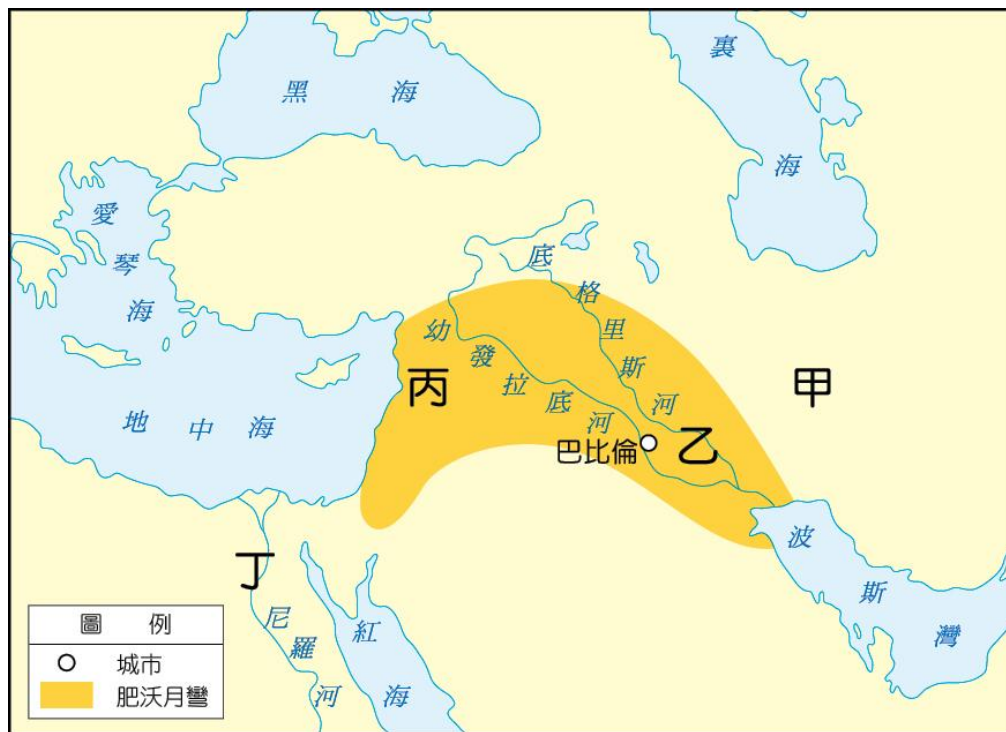 黑海
裏海
愛琴海
底格里斯河
幼發拉底河
丙
甲
地中海
巴比倫
乙
丁
波斯灣
尼羅河
紅海
圖例
城市
肥沃月彎